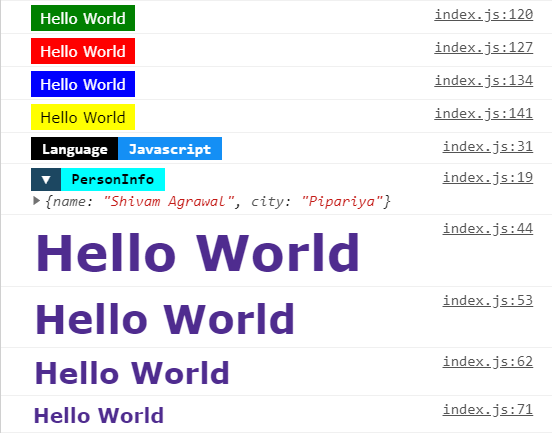 Hello World index.js:120
Hello World index.js:127
Hello World index.js:134
Hello World index.js:141
Language Javascript index.js:31
▼ PersonInfo index.js:19
▶ {name: "Shivam Agrawal", city: "Pipariya"}
Hello World index.js:44
Hello World index.js:53
Hello World index.js:62
Hello World index.js:71